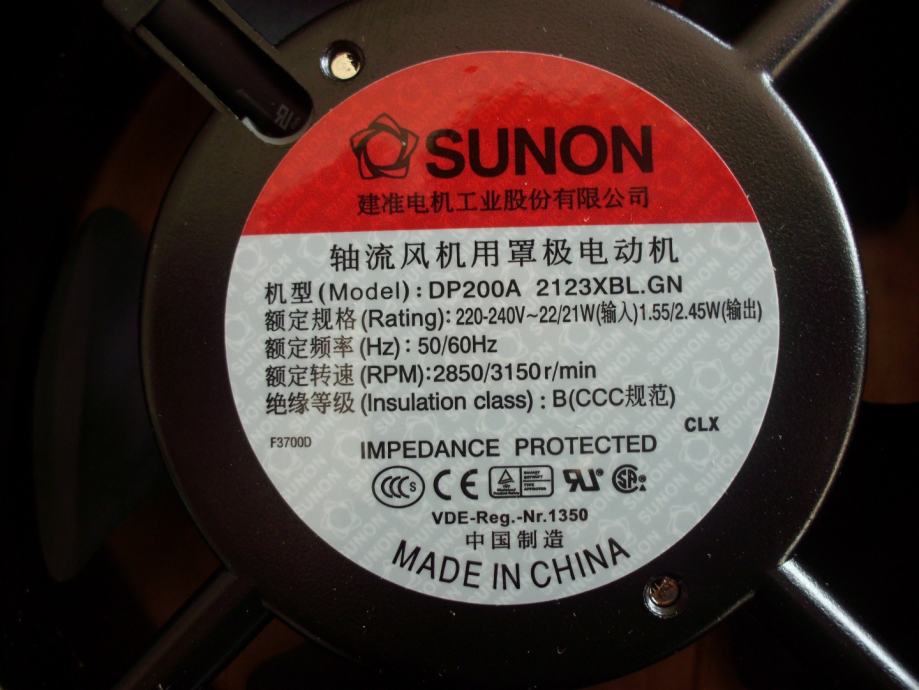 SUNON
建准电机工业股份有限公司
轴流风机用罩极电动机
机型(Model) : DP200A 2123XBL.GN
额定规格(Rating): 220-240V~22/21W(输入)1.55/2.45W(输出)
额定频率(Hz) : 50/60Hz
额定转速(RPM):2850/3150r/min
绝缘等级(Insulation class) : B(CCC规范)
CLX
F3700D
IMPEDANCE PROTECTED
CCC S CE
VDE-Reg.-Nr.1350
中国制造
MADE IN CHINA